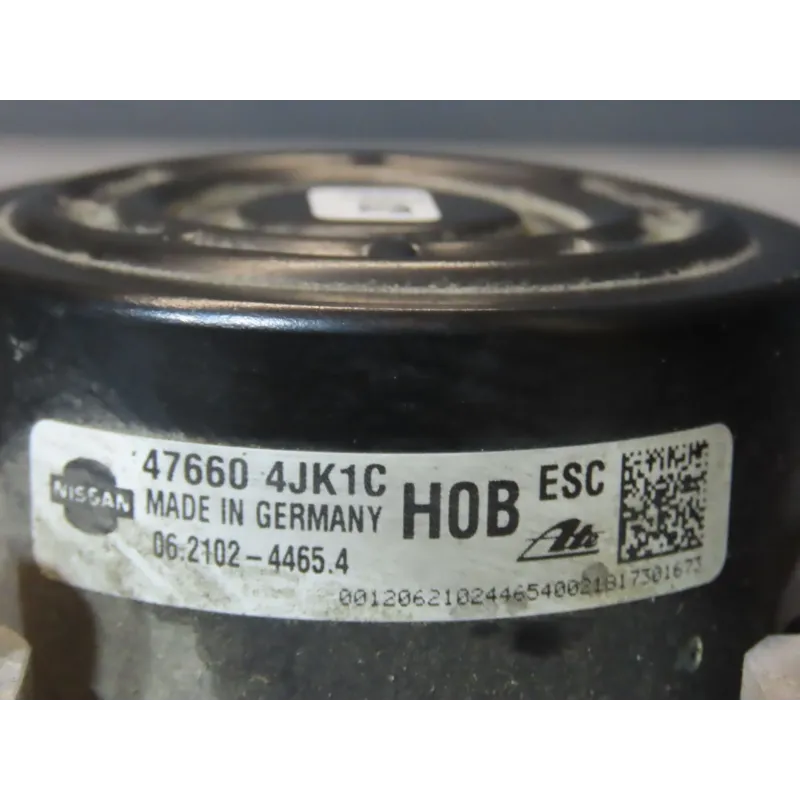 NISSAN
47660 4JK1C
MADE IN GERMANY
06.2102-4465.4
H0B
ESC
Ate
0012062102446540021817301673